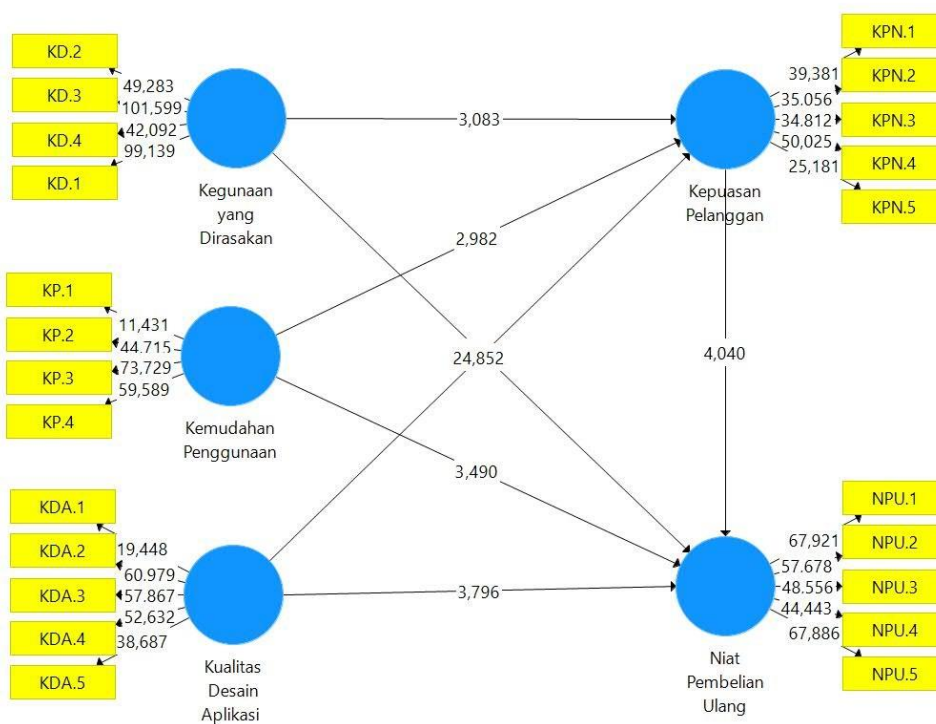 KD.2
KD.3
KD.4
KD.1
49,283
101,599
42,092
99,139
Kegunaan
yang
Dirasakan
KP.1
KP.2
KP.3
KP.4
11,431
44,715
73,729
59,589
Kemudahan
Penggunaan
KDA.1
KDA.2
KDA.3
KDA.4
KDA.5
19,448
60,979
57,867
52,632
38,687
Kualitas
Desain
Aplikasi
3,083
2,982
24,852
4,040
3,490
3,796
Kepuasan
Pelanggan
39,381
35,056
34,812
50,025
25,181
KPN.1
KPN.2
KPN.3
KPN.4
KPN.5
Niat
Pembelian
Ulang
67,921
57,678
48,556
44,443
67,886
NPU.1
NPU.2
NPU.3
NPU.4
NPU.5